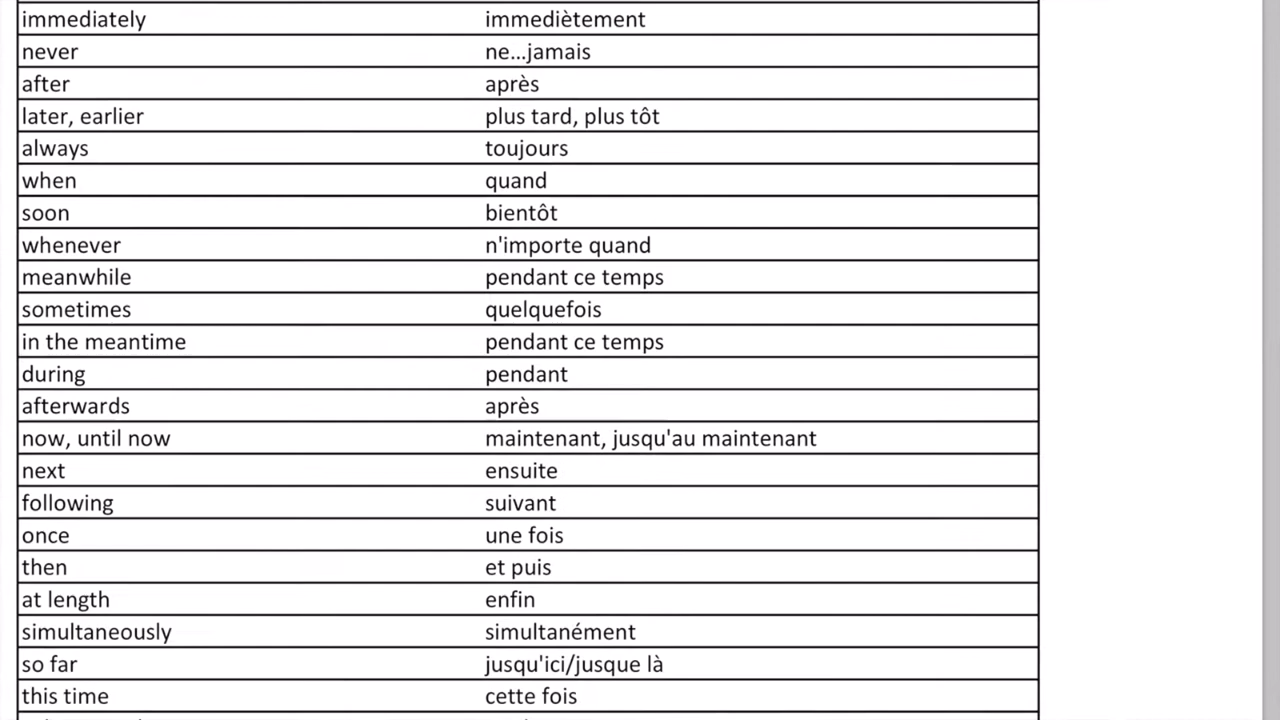 immediately immediètement
never ne...jamais
after après
later, earlier plus tard, plus tôt
always toujours
when quand
soon bientôt
whenever n'importe quand
meanwhile pendant ce temps
sometimes quelquefois
in the meantime pendant ce temps
during pendant
afterwards après
now, until now maintenant, jusqu'au maintenant
next ensuite
following suivant
once une fois
then et puis
at length enfin
simultaneously simultanément
so far jusqu'ici/jusque là
this time cette fois